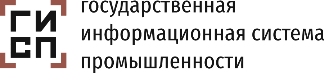 ГИ
СП
государственная
информационная система
промышленности